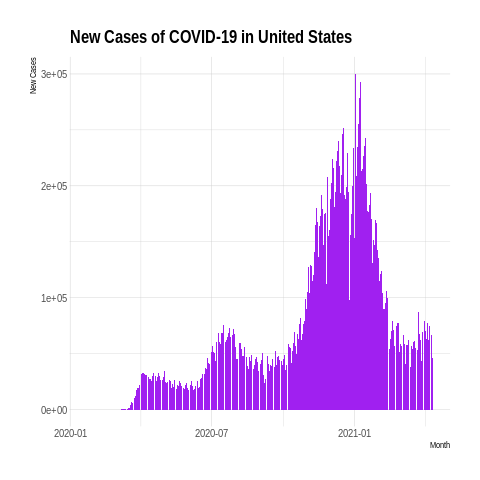 New Cases of COVID-19 in United States
New Cases
3e+05
2e+05
1e+05
0e+00
2020-01 2020-07 2021-01
Month